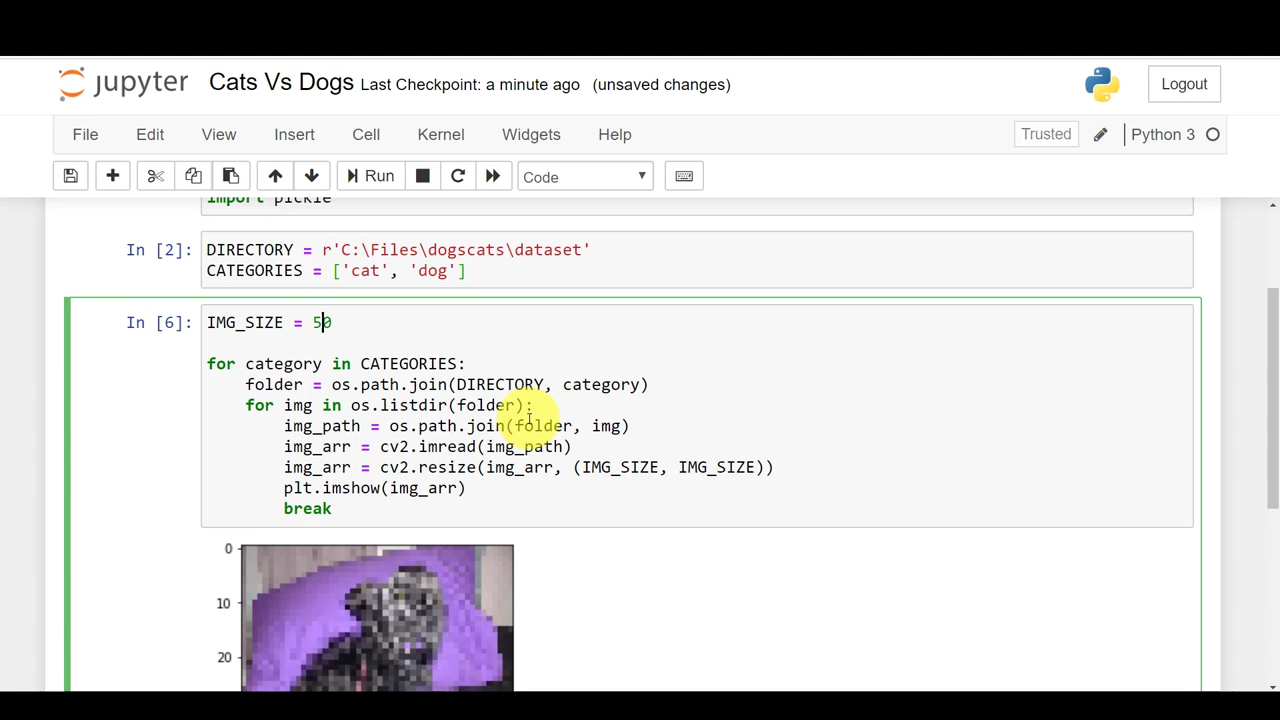 jupyter Cats Vs Dogs Last Checkpoint: a minute ago (unsaved changes) Logout
File Edit View Insert Cell Kernel Widgets Help Trusted Python 3
Run Code
import pickle
In [2]: DIRECTORY = r'C:\Files\dogscats\dataset'
CATEGORIES = ['cat', 'dog']
In [6]: IMG_SIZE = 50
for category in CATEGORIES:
    folder = os.path.join(DIRECTORY, category)
    for img in os.listdir(folder):
        img_path = os.path.join(folder, img)
        img_arr = cv2.imread(img_path)
        img_arr = cv2.resize(img_arr, (IMG_SIZE, IMG_SIZE))
        plt.imshow(img_arr)
        break
0
10
20